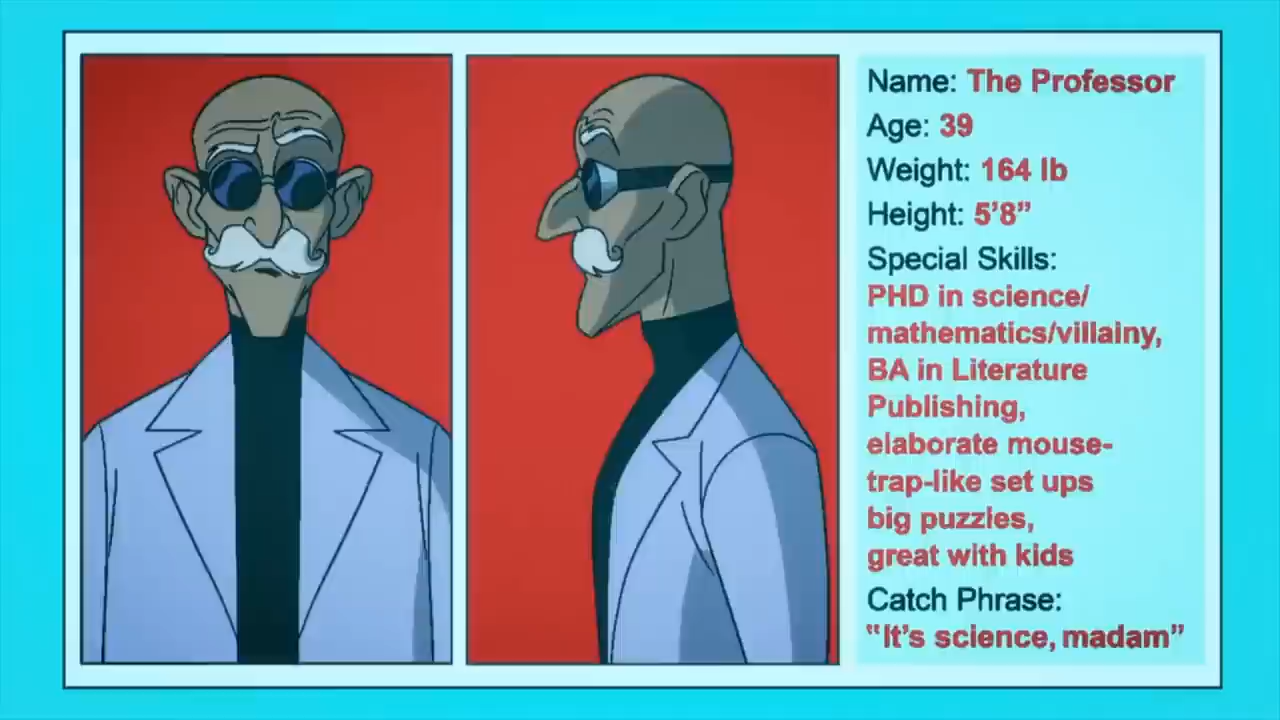 Name: The Professor
Age: 39
Weight: 164 lb
Height: 5’8”
Special Skills:
PHD in science/
mathematics/villainy,
BA in Literature
Publishing,
elaborate mouse-
trap-like set ups
big puzzles,
great with kids
Catch Phrase:
“It’s science, madam”